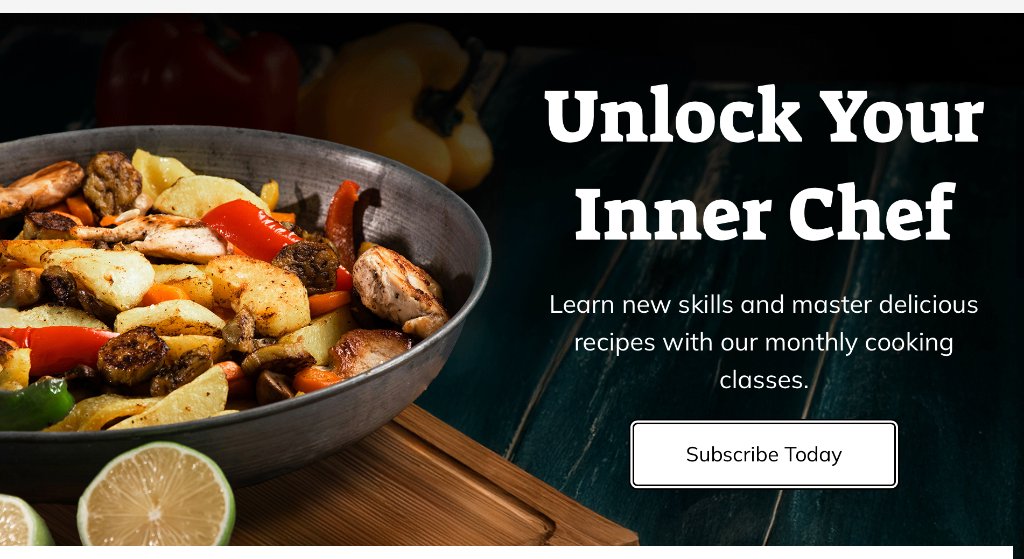 Unlock Your
Inner Chef
Learn new skills and master delicious
recipes with our monthly cooking
classes.
Subscribe Today